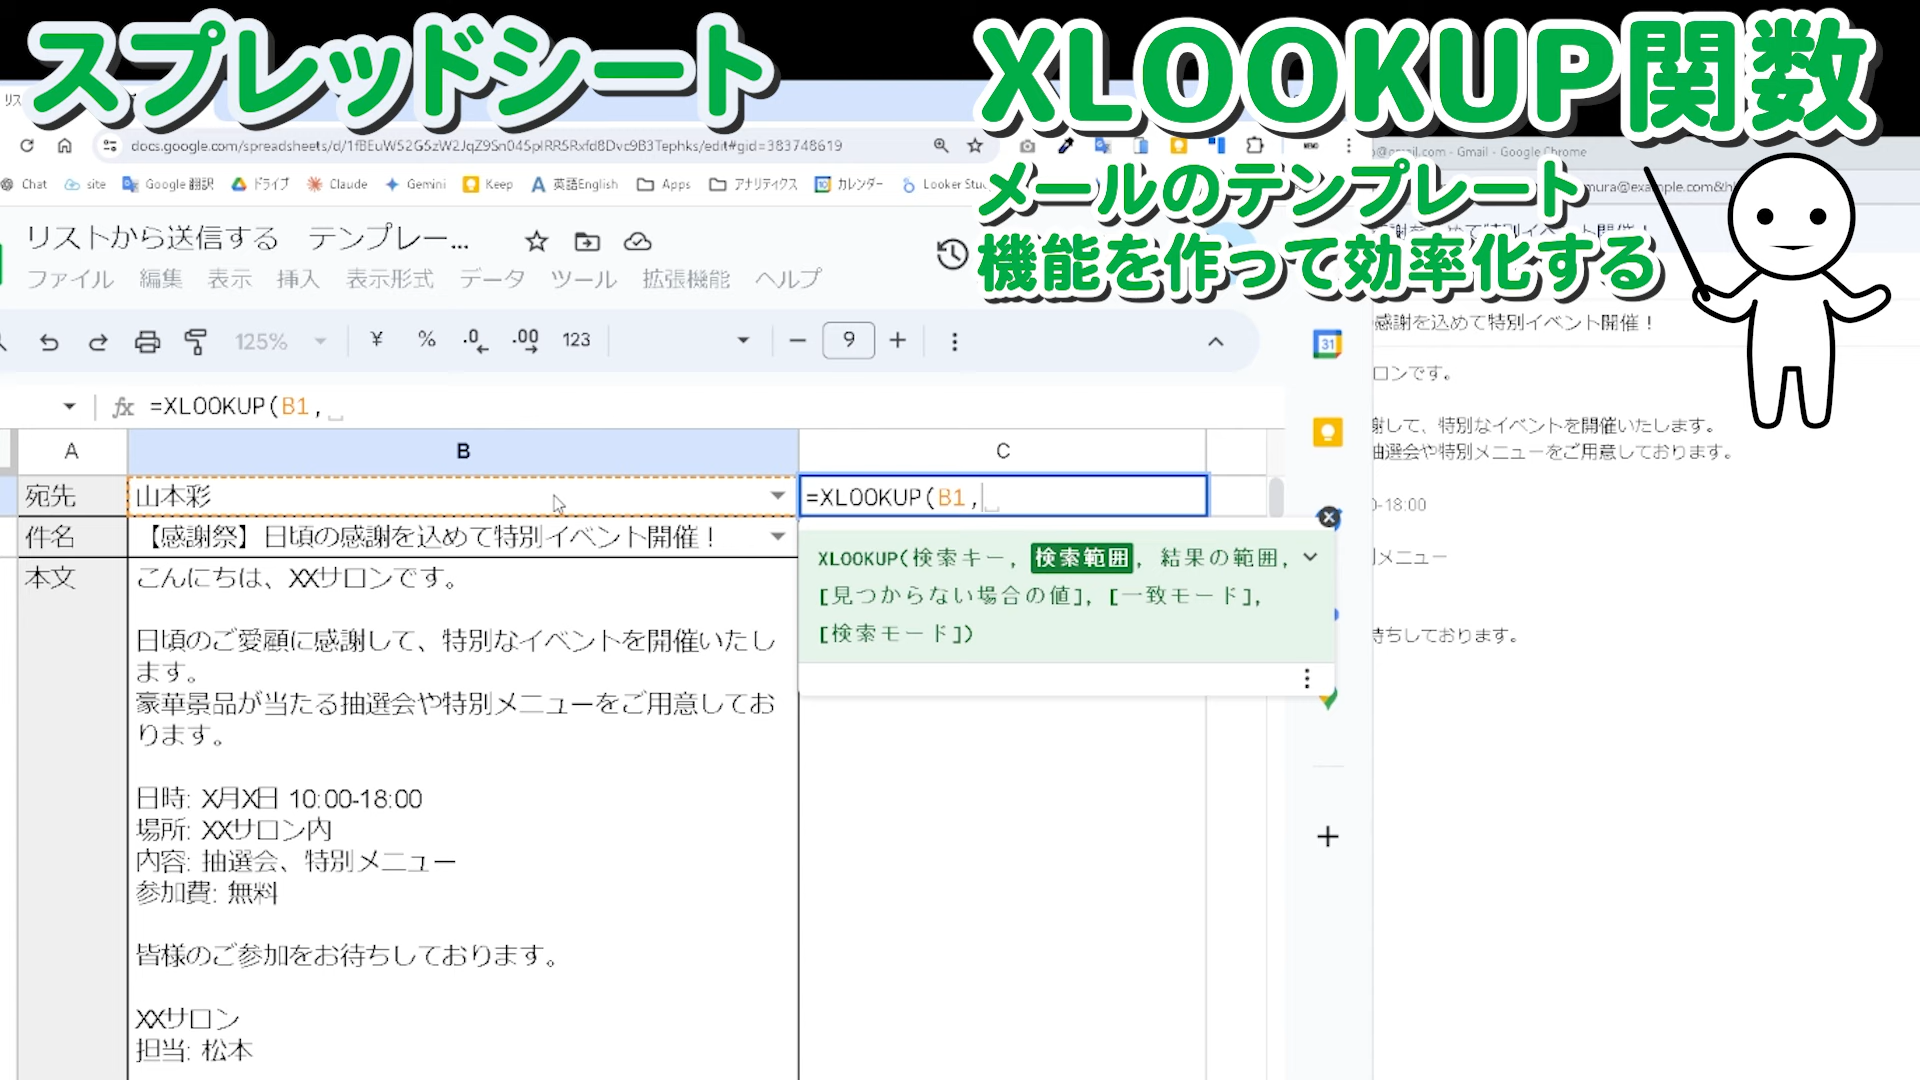 スプレッドシート
XLOOKUP関数
メールのテンプレート
機能を作って効率化する
docs.google.com/spreadsheets/d/1fBEuW52G5zW2JqZ9Sn045plRR5Rxfd8Dvc9B3Tephks/edit#gid=383748619
@gmail.com - Gmail - Google Chrome
Chat site Google 翻訳 ドライブ Claude Gemini Keep 英語English Apps アナリティクス カレンダー Looker Stu
mura@example.com&
リストから送信する テンプレー...
ファイル 編集 表示 挿入 表示形式 データ ツール 拡張機能 ヘルプ
感謝を込めて特別イベント開催！
125% ¥ % .0 .00 123 9
31
ロンです。
fx =XLOOKUP(B1,
謝して、特別なイベントを開催いたします。
抽選会や特別メニューをご用意しております。
A B C
宛先 山本彩 =XLOOKUP(B1,
0-18:00
件名 【感謝祭】日頃の感謝を込めて特別イベント開催！
XLOOKUP(検索キー, 検索範囲, 結果の範囲,
[見つからない場合の値], [一致モード],
[検索モード])
別メニュー
待ちしております。
本文 こんにちは、XXサロンです。
日頃のご愛顧に感謝して、特別なイベントを開催いたし
ます。
豪華景品が当たる抽選会や特別メニューをご用意してお
ります。
日時: X月X日 10:00-18:00
場所: XXサロン内
内容: 抽選会、特別メニュー
参加費: 無料
皆様のご参加をお待ちしております。
XXサロン
担当: 松本